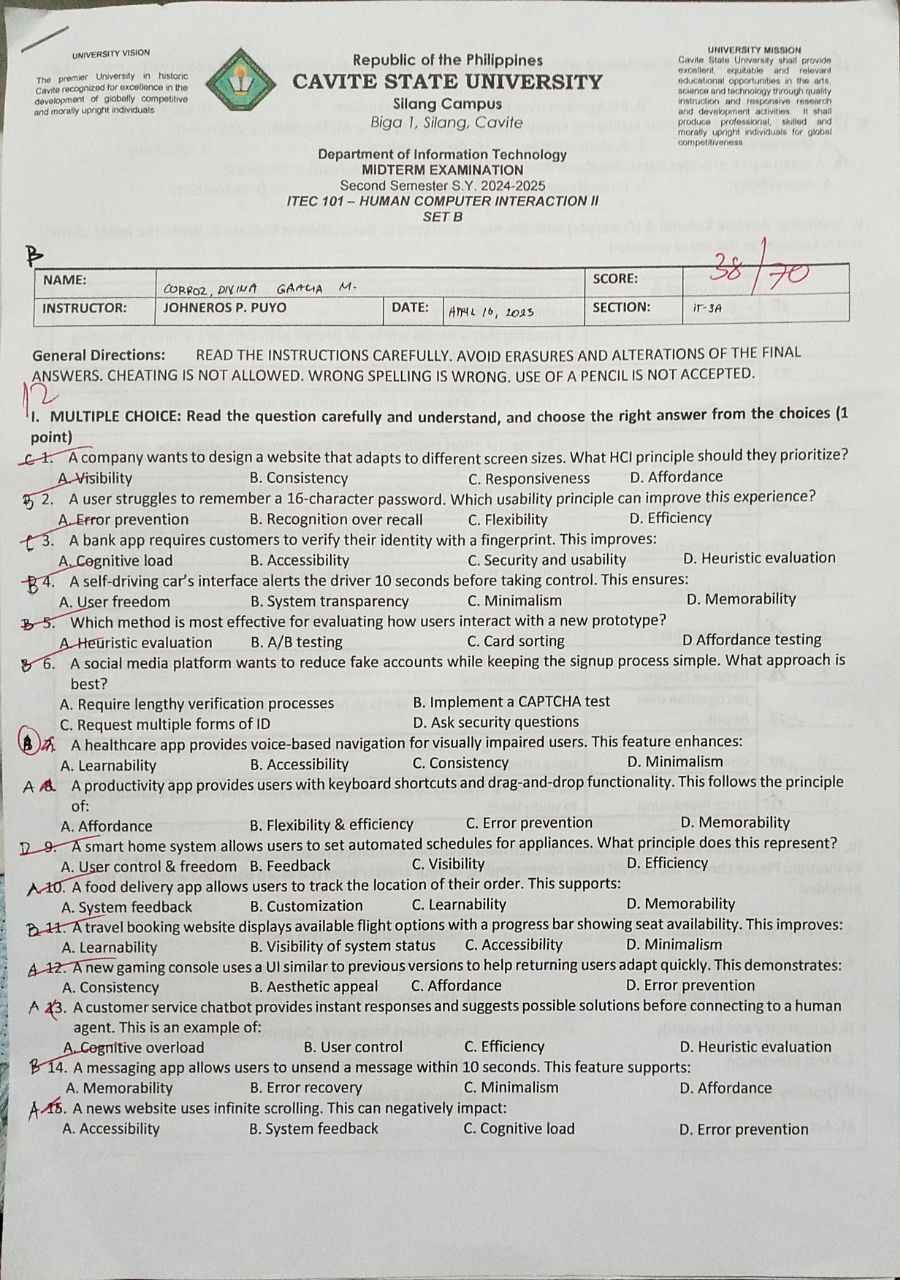 UNIVERSITY VISION
The premier University in historic
Cavite recognized for excellence in the
development of globally competitive
and morally upright individuals
Republic of the Philippines
CAVITE STATE UNIVERSITY
Silang Campus
Biga 1, Silang, Cavite
UNIVERSITY MISSION
Cavite State University shall provide
excellent, equitable and relevant
educational opportunities in the arts,
science and technology through quality
instruction and responsive research
and development activities. It shall
produce professional, skilled and
morally upright individuals for global
competitiveness
Department of Information Technology
MIDTERM EXAMINATION
Second Semester S.Y. 2024-2025
ITEC 101 – HUMAN COMPUTER INTERACTION II
SET B
B
NAME: CORPOZ, DIVINA GRACIA M. SCORE: 38/70
INSTRUCTOR: JOHNEROS P. PUYO DATE: APRIL 16, 2025 SECTION: IT-3A
General Directions: READ THE INSTRUCTIONS CAREFULLY. AVOID ERASURES AND ALTERATIONS OF THE FINAL
ANSWERS. CHEATING IS NOT ALLOWED. WRONG SPELLING IS WRONG. USE OF A PENCIL IS NOT ACCEPTED.
12
I. MULTIPLE CHOICE: Read the question carefully and understand, and choose the right answer from the choices (1
point)
C 1. A company wants to design a website that adapts to different screen sizes. What HCI principle should they prioritize?
A. Visibility B. Consistency C. Responsiveness D. Affordance
B 2. A user struggles to remember a 16-character password. Which usability principle can improve this experience?
A. Error prevention B. Recognition over recall C. Flexibility D. Efficiency
C 3. A bank app requires customers to verify their identity with a fingerprint. This improves:
A. Cognitive load B. Accessibility C. Security and usability D. Heuristic evaluation
B 4. A self-driving car's interface alerts the driver 10 seconds before taking control. This ensures:
A. User freedom B. System transparency C. Minimalism D. Memorability
B 5. Which method is most effective for evaluating how users interact with a new prototype?
A. Heuristic evaluation B. A/B testing C. Card sorting D Affordance testing
B 6. A social media platform wants to reduce fake accounts while keeping the signup process simple. What approach is
best?
A. Require lengthy verification processes B. Implement a CAPTCHA test
C. Request multiple forms of ID D. Ask security questions
7. A healthcare app provides voice-based navigation for visually impaired users. This feature enhances:
A. Learnability B. Accessibility C. Consistency D. Minimalism
A 8. A productivity app provides users with keyboard shortcuts and drag-and-drop functionality. This follows the principle
of:
A. Affordance B. Flexibility & efficiency C. Error prevention D. Memorability
D 9. A smart home system allows users to set automated schedules for appliances. What principle does this represent?
A. User control & freedom B. Feedback C. Visibility D. Efficiency
A 10. A food delivery app allows users to track the location of their order. This supports:
A. System feedback B. Customization C. Learnability D. Memorability
B 11. A travel booking website displays available flight options with a progress bar showing seat availability. This improves:
A. Learnability B. Visibility of system status C. Accessibility D. Minimalism
A 12. A new gaming console uses a UI similar to previous versions to help returning users adapt quickly. This demonstrates:
A. Consistency B. Aesthetic appeal C. Affordance D. Error prevention
A 13. A customer service chatbot provides instant responses and suggests possible solutions before connecting to a human
agent. This is an example of:
A. Cognitive overload B. User control C. Efficiency D. Heuristic evaluation
B 14. A messaging app allows users to unsend a message within 10 seconds. This feature supports:
A. Memorability B. Error recovery C. Minimalism D. Affordance
A 15. A news website uses infinite scrolling. This can negatively impact:
A. Accessibility B. System feedback C. Cognitive load D. Error prevention